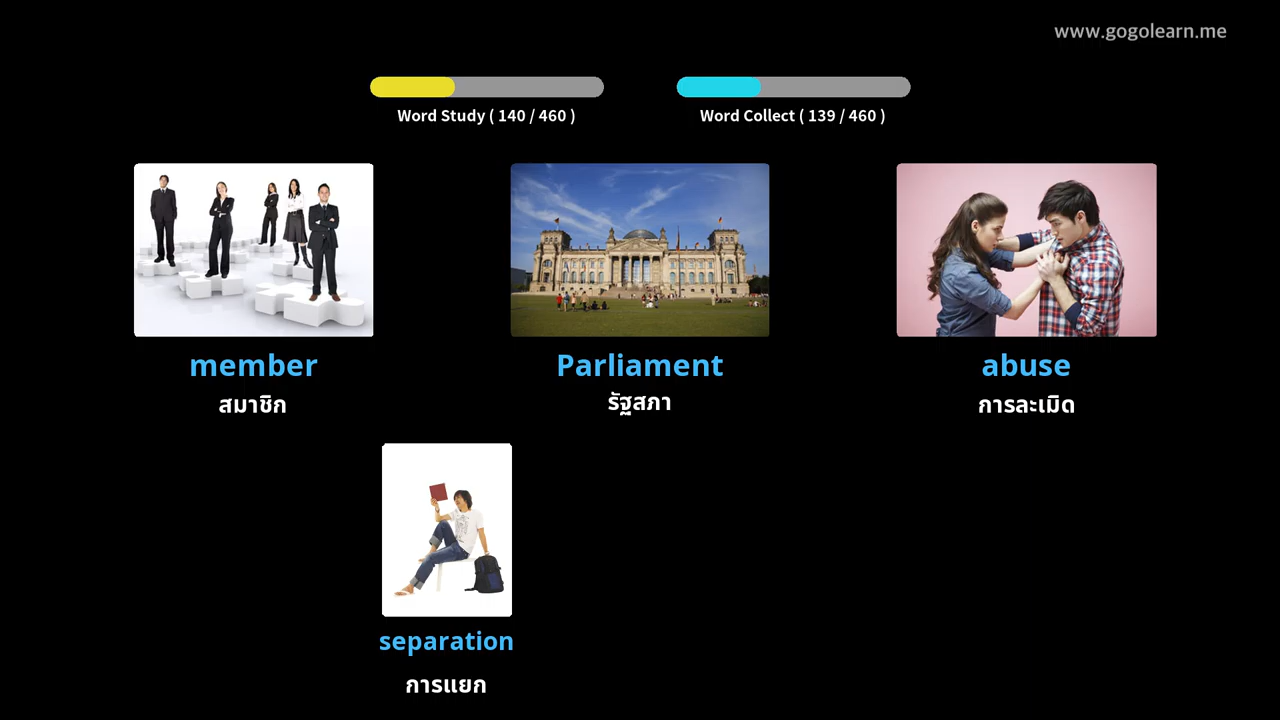 www.gogolearn.me
Word Study ( 140 / 460 )
Word Collect ( 139 / 460 )
member
Parliament
abuse
สมาชิก
รัฐสภา
การละเมิด
separation
การแยก